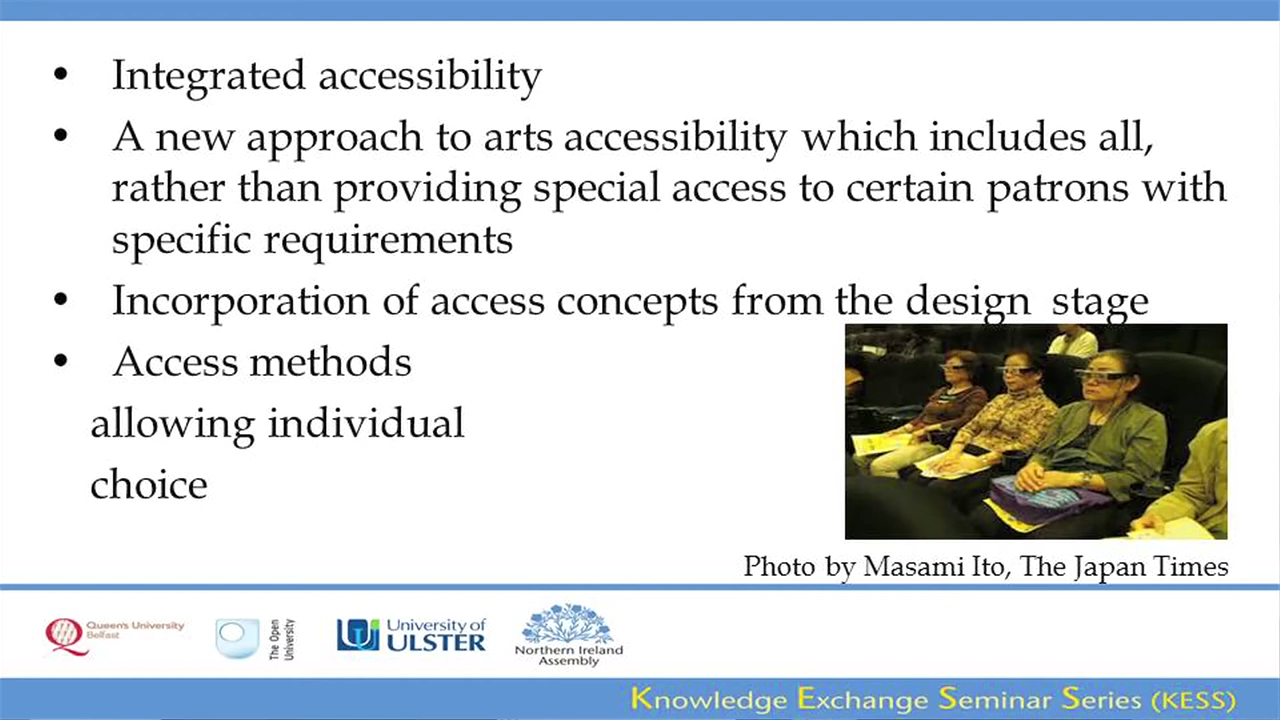 • Integrated accessibility
• A new approach to arts accessibility which includes all,
rather than providing special access to certain patrons with
specific requirements
• Incorporation of access concepts from the design stage
• Access methods
allowing individual
choice
Photo by Masami Ito, The Japan Times
Queen's University
Belfast
The Open
University
University of
ULSTER
Northern Ireland
Assembly
Knowledge Exchange Seminar Series (KESS)